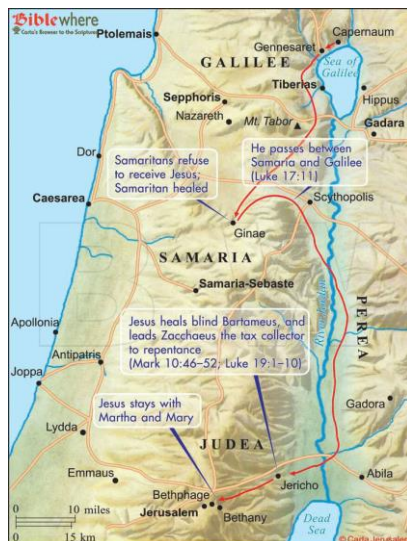 Biblewhere
Carta's Browser to the Scriptures
Ptolemais
Capernaum
Gennesaret
GALILEE
Sea of
Galilee
Tiberias
Sepphoris
Hippus
Nazareth
Mt. Tabor
Gadara
Dor
Samaritans refuse
to receive Jesus;
Samaritan healed
He passes between
Samaria and Galilee
(Luke 17:11)
Caesarea
Scythopolis
Ginae
SAMARIA
Samaria-Sebaste
PEREA
Apollonia
Jesus heals blind Bartameus, and
leads Zacchaeus the tax collector
to repentance
(Mark 10:46–52; Luke 19:1–10)
Antipatris
Joppa
Jesus stays with
Martha and Mary
Gadora
Lydda
JUDEA
Emmaus
Jericho
Abila
Bethphage
Jerusalem
Bethany
0 10 miles
0 15 km
Dead
Sea
© Carta Jerusalem